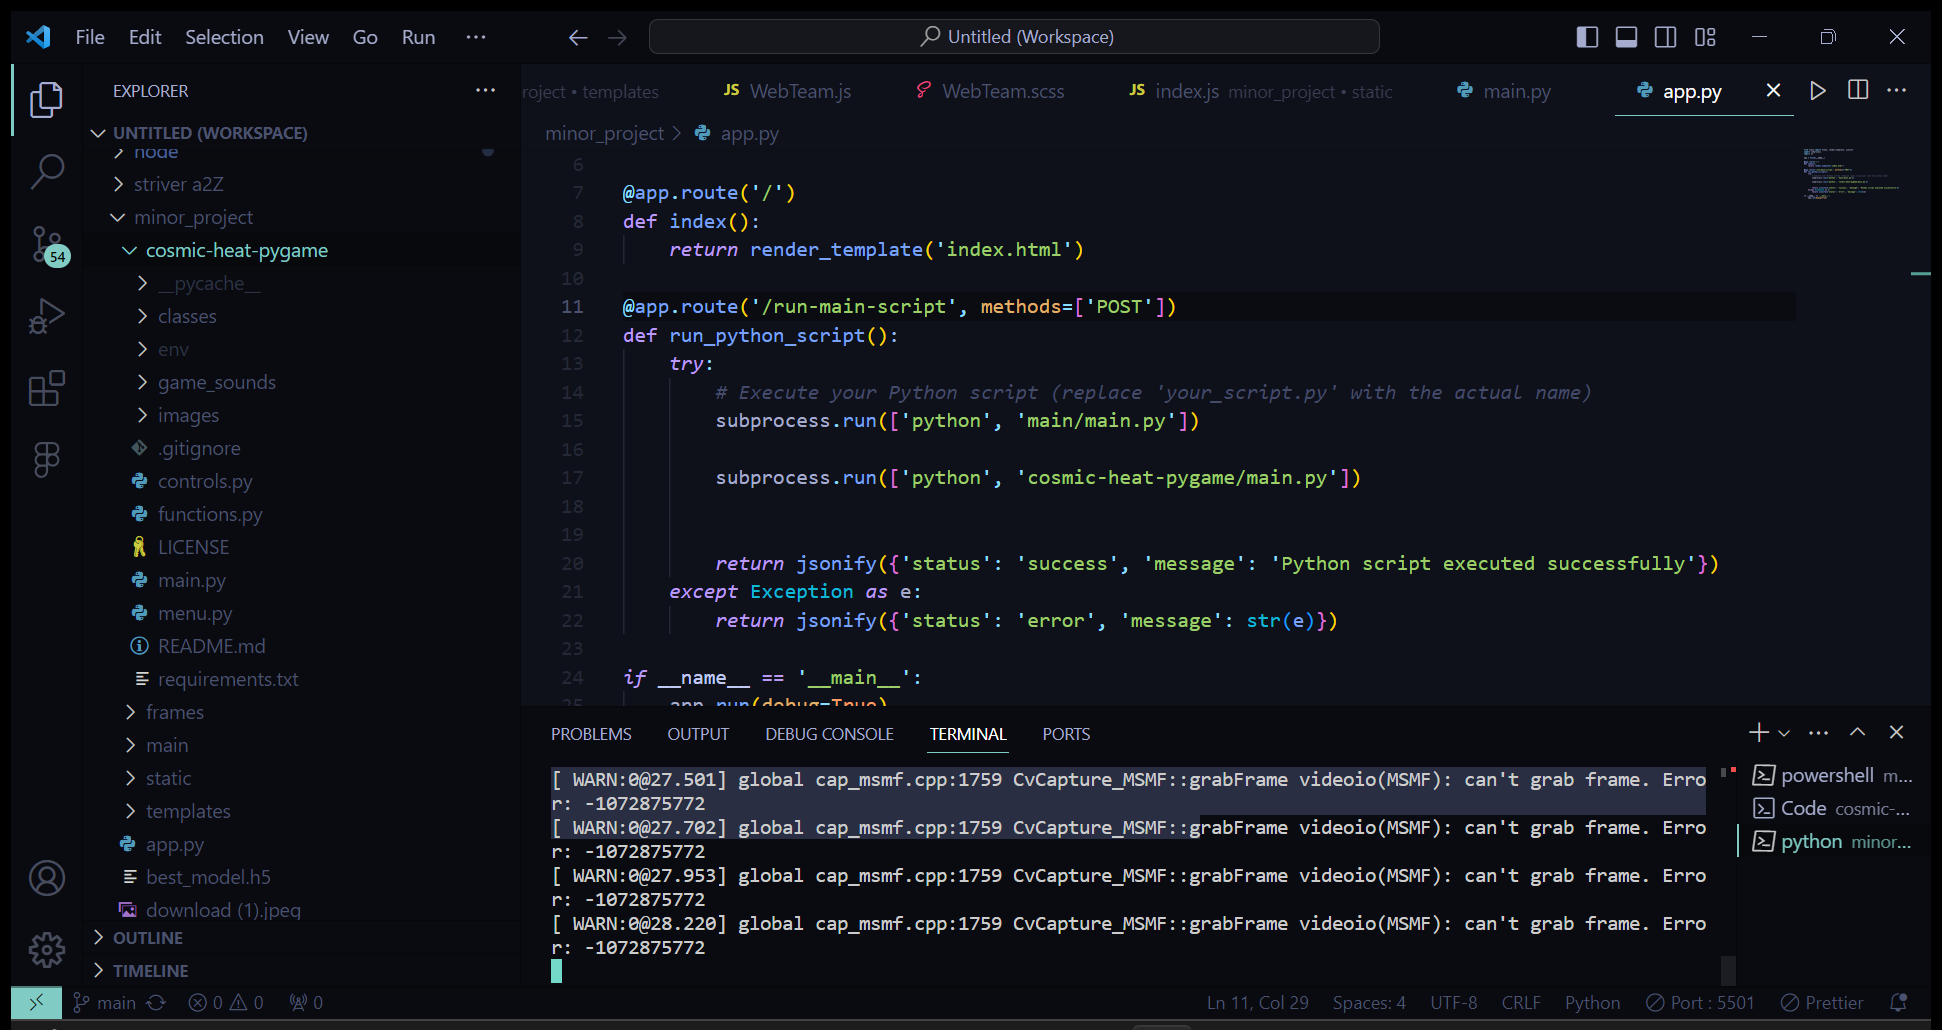 File Edit Selection View Go Run ···
Untitled (Workspace)
EXPLORER
UNTITLED (WORKSPACE)
node
striver a2Z
minor_project
cosmic-heat-pygame
__pycache__
classes
env
game_sounds
images
.gitignore
controls.py
functions.py
LICENSE
main.py
menu.py
README.md
requirements.txt
frames
main
static
templates
app.py
best_model.h5
download (1).jpeg
OUTLINE
TIMELINE
54
roject • templates
JS WebTeam.js
WebTeam.scss
JS index.js minor_project • static
main.py
app.py
minor_project > app.py
6
7 @app.route('/')
8 def index():
9 return render_template('index.html')
10
11 @app.route('/run-main-script', methods=['POST'])
12 def run_python_script():
13 try:
14 # Execute your Python script (replace 'your_script.py' with the actual name)
15 subprocess.run(['python', 'main/main.py'])
16
17 subprocess.run(['python', 'cosmic-heat-pygame/main.py'])
18
19
20 return jsonify({'status': 'success', 'message': 'Python script executed successfully'})
21 except Exception as e:
22 return jsonify({'status': 'error', 'message': str(e)})
23
24 if __name__ == '__main__':
25 app.run(debug=True)
PROBLEMS OUTPUT DEBUG CONSOLE TERMINAL PORTS
[ WARN:0@27.501] global cap_msmf.cpp:1759 CvCapture_MSMF::grabFrame videoio(MSMF): can't grab frame. Erro
r: -1072875772
[ WARN:0@27.702] global cap_msmf.cpp:1759 CvCapture_MSMF::grabFrame videoio(MSMF): can't grab frame. Erro
r: -1072875772
[ WARN:0@27.953] global cap_msmf.cpp:1759 CvCapture_MSMF::grabFrame videoio(MSMF): can't grab frame. Erro
r: -1072875772
[ WARN:0@28.220] global cap_msmf.cpp:1759 CvCapture_MSMF::grabFrame videoio(MSMF): can't grab frame. Erro
r: -1072875772
powershell m...
Code cosmic-...
python minor...
main 0 0 0
Ln 11, Col 29 Spaces: 4 UTF-8 CRLF Python Port : 5501 Prettier